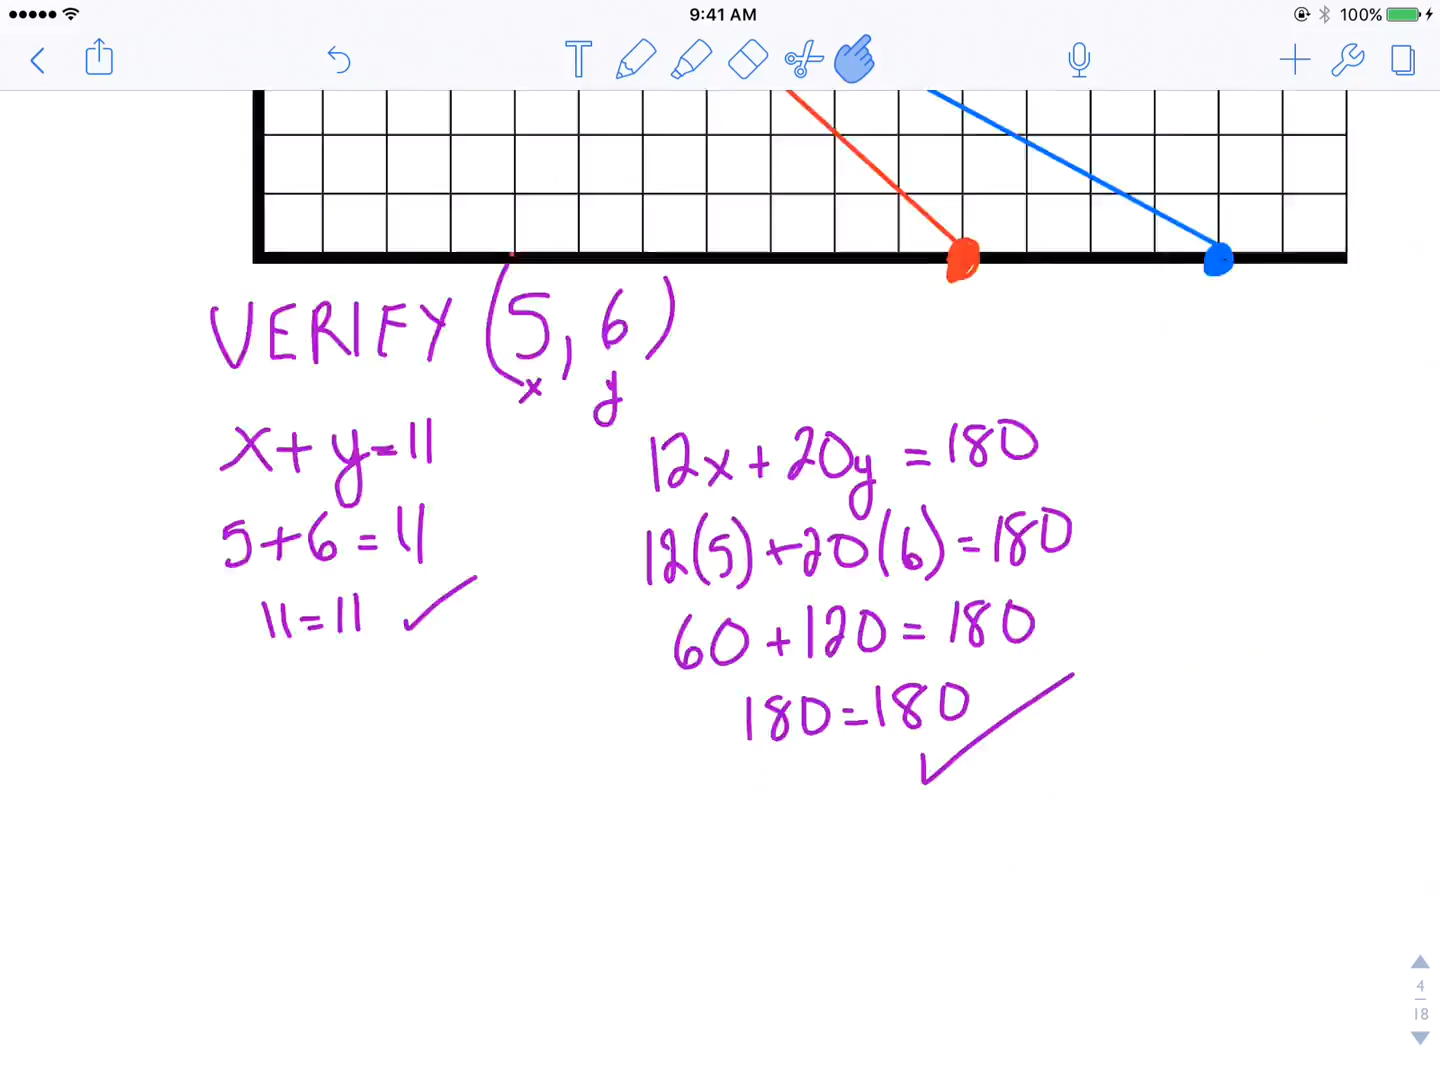 9:41 AM
100%
T
VERIFY (5, 6)
x y
x + y = 11
5 + 6 = 11
11 = 11
12x + 20y = 180
12(5) + 20(6) = 180
60 + 120 = 180
180 = 180
4
18